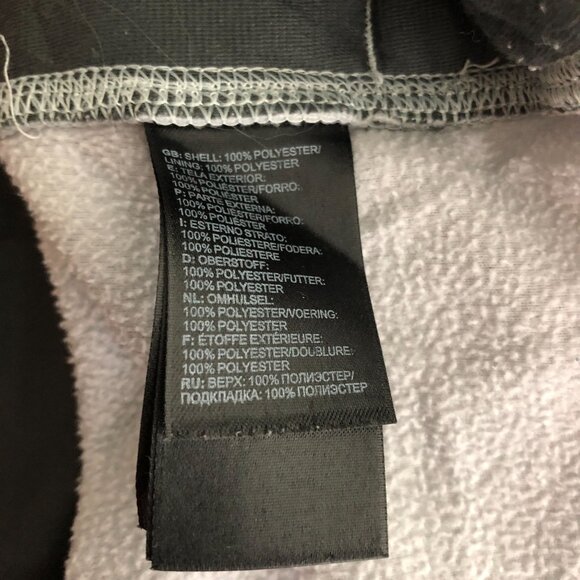 GB: SHELL: 100% POLYESTER/
LINING: 100% POLYESTER
E: TELA EXTERIOR:
100% POLIÉSTER/FORRO:
100% POLIÉSTER
P: PARTE EXTERNA:
100% POLIÉSTER/FORRO:
100% POLIÉSTER
I: ESTERNO STRATO:
100% POLIESTERE/FODERA:
100% POLIESTERE
D: OBERSTOFF:
100% POLYESTER/FUTTER:
100% POLYESTER
NL: OMHULSEL:
100% POLYESTER/VOERING:
100% POLYESTER
F: ÉTOFFE EXTÉRIEURE:
100% POLYESTER/DOUBLURE:
100% POLYESTER
RU: ВЕРХ: 100% ПОЛИЭСТЕР/
ПОДКЛАДКА: 100% ПОЛИЭСТЕР